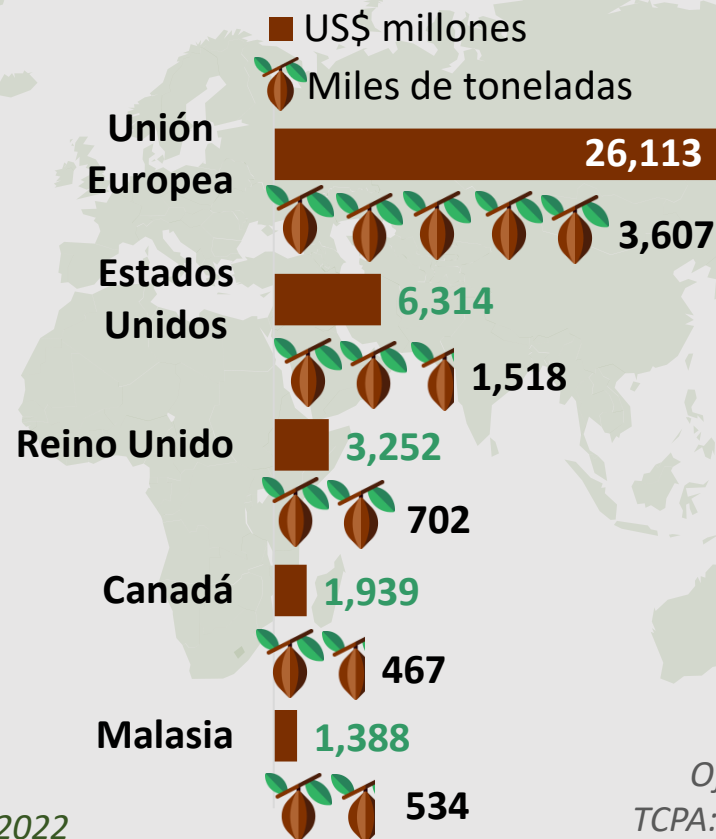 US$ millones
Miles de toneladas
Unión
Europea
26,113
3,607
Estados
Unidos
6,314
1,518
Reino Unido
3,252
702
Canadá
1,939
467
Malasia
1,388
534
2022
TCPA: